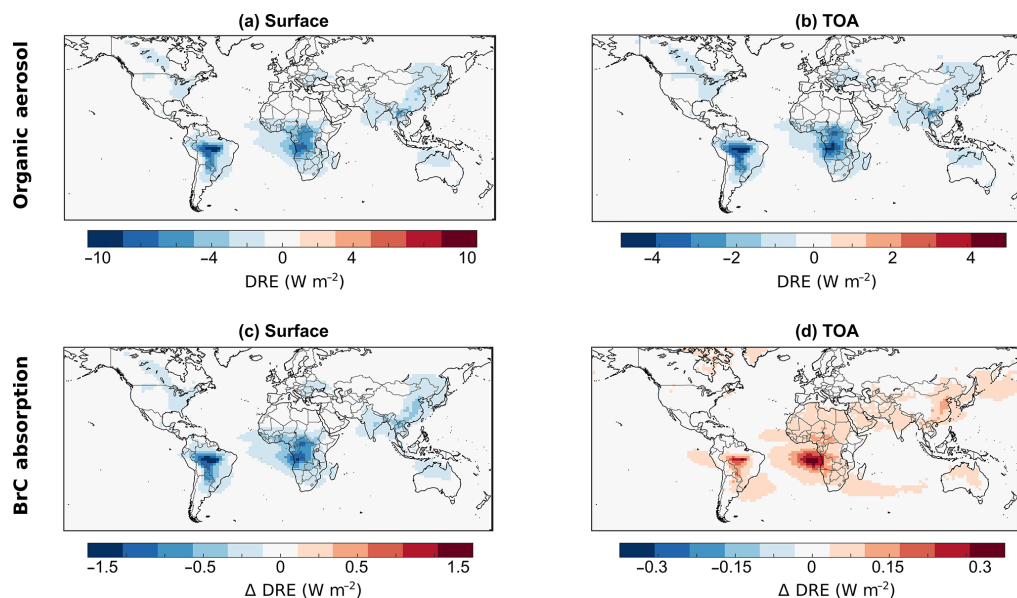 (a) Surface
(b) TOA
Organic aerosol
−10 −4 0 4 10
DRE (W m⁻²)
−4 −2 0 2 4
DRE (W m⁻²)
(c) Surface
(d) TOA
BrC absorption
−1.5 −0.5 0 0.5 1.5
Δ DRE (W m⁻²)
−0.3 −0.15 0 0.15 0.3
Δ DRE (W m⁻²)